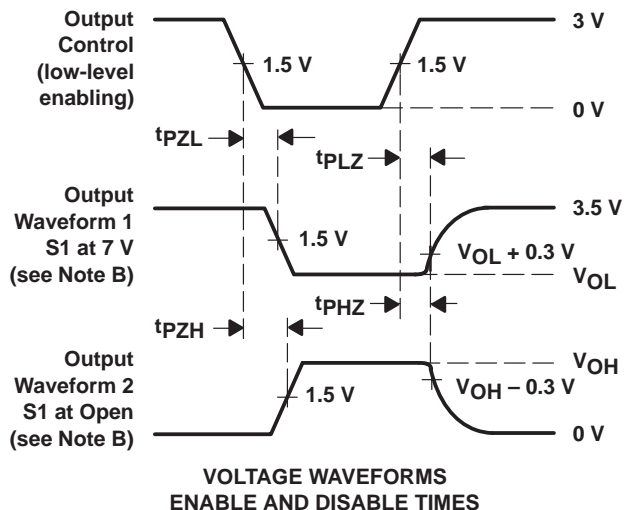 Output
Control
(low-level
enabling)
3 V
1.5 V
1.5 V
0 V
tPZL
tPLZ
Output
Waveform 1
S1 at 7 V
(see Note B)
3.5 V
1.5 V
VOL + 0.3 V
VOL
tPHZ
tPZH
Output
Waveform 2
S1 at Open
(see Note B)
VOH
1.5 V
VOH – 0.3 V
0 V
VOLTAGE WAVEFORMS
ENABLE AND DISABLE TIMES